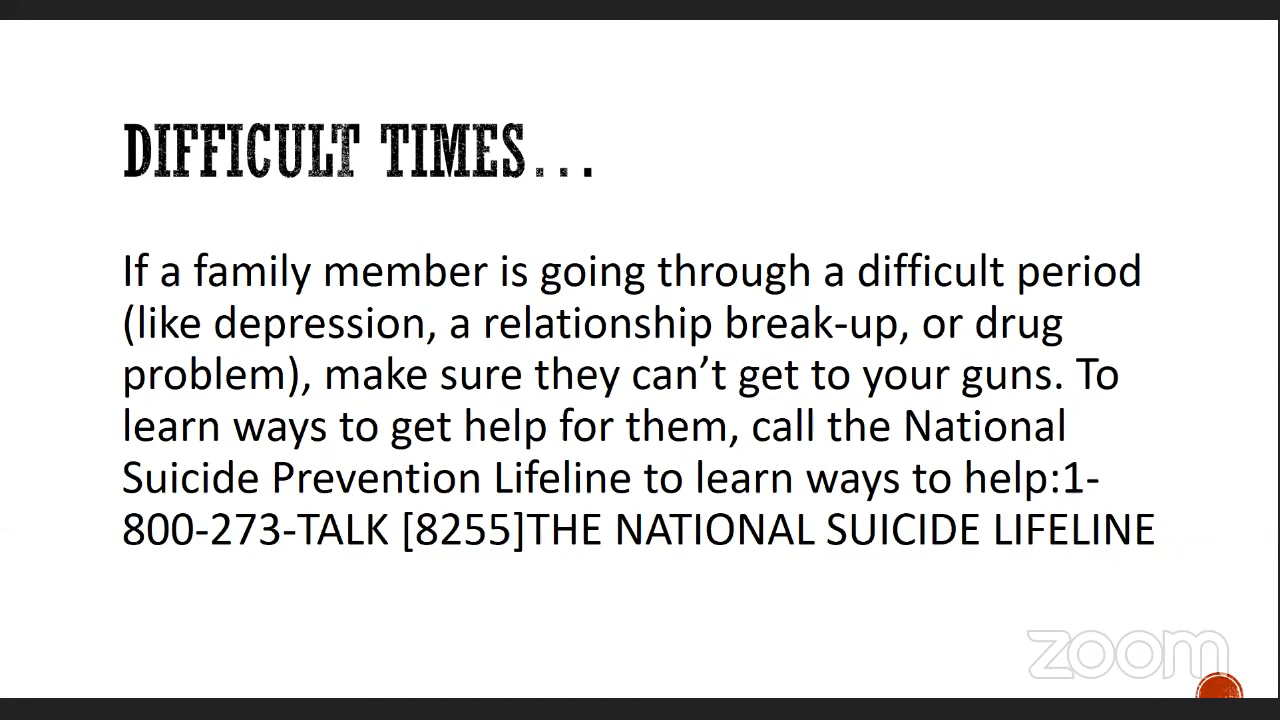 DIFFICULT TIMES...
If a family member is going through a difficult period
(like depression, a relationship break-up, or drug
problem), make sure they can’t get to your guns. To
learn ways to get help for them, call the National
Suicide Prevention Lifeline to learn ways to help:1-
800-273-TALK [8255]THE NATIONAL SUICIDE LIFELINE
zoom